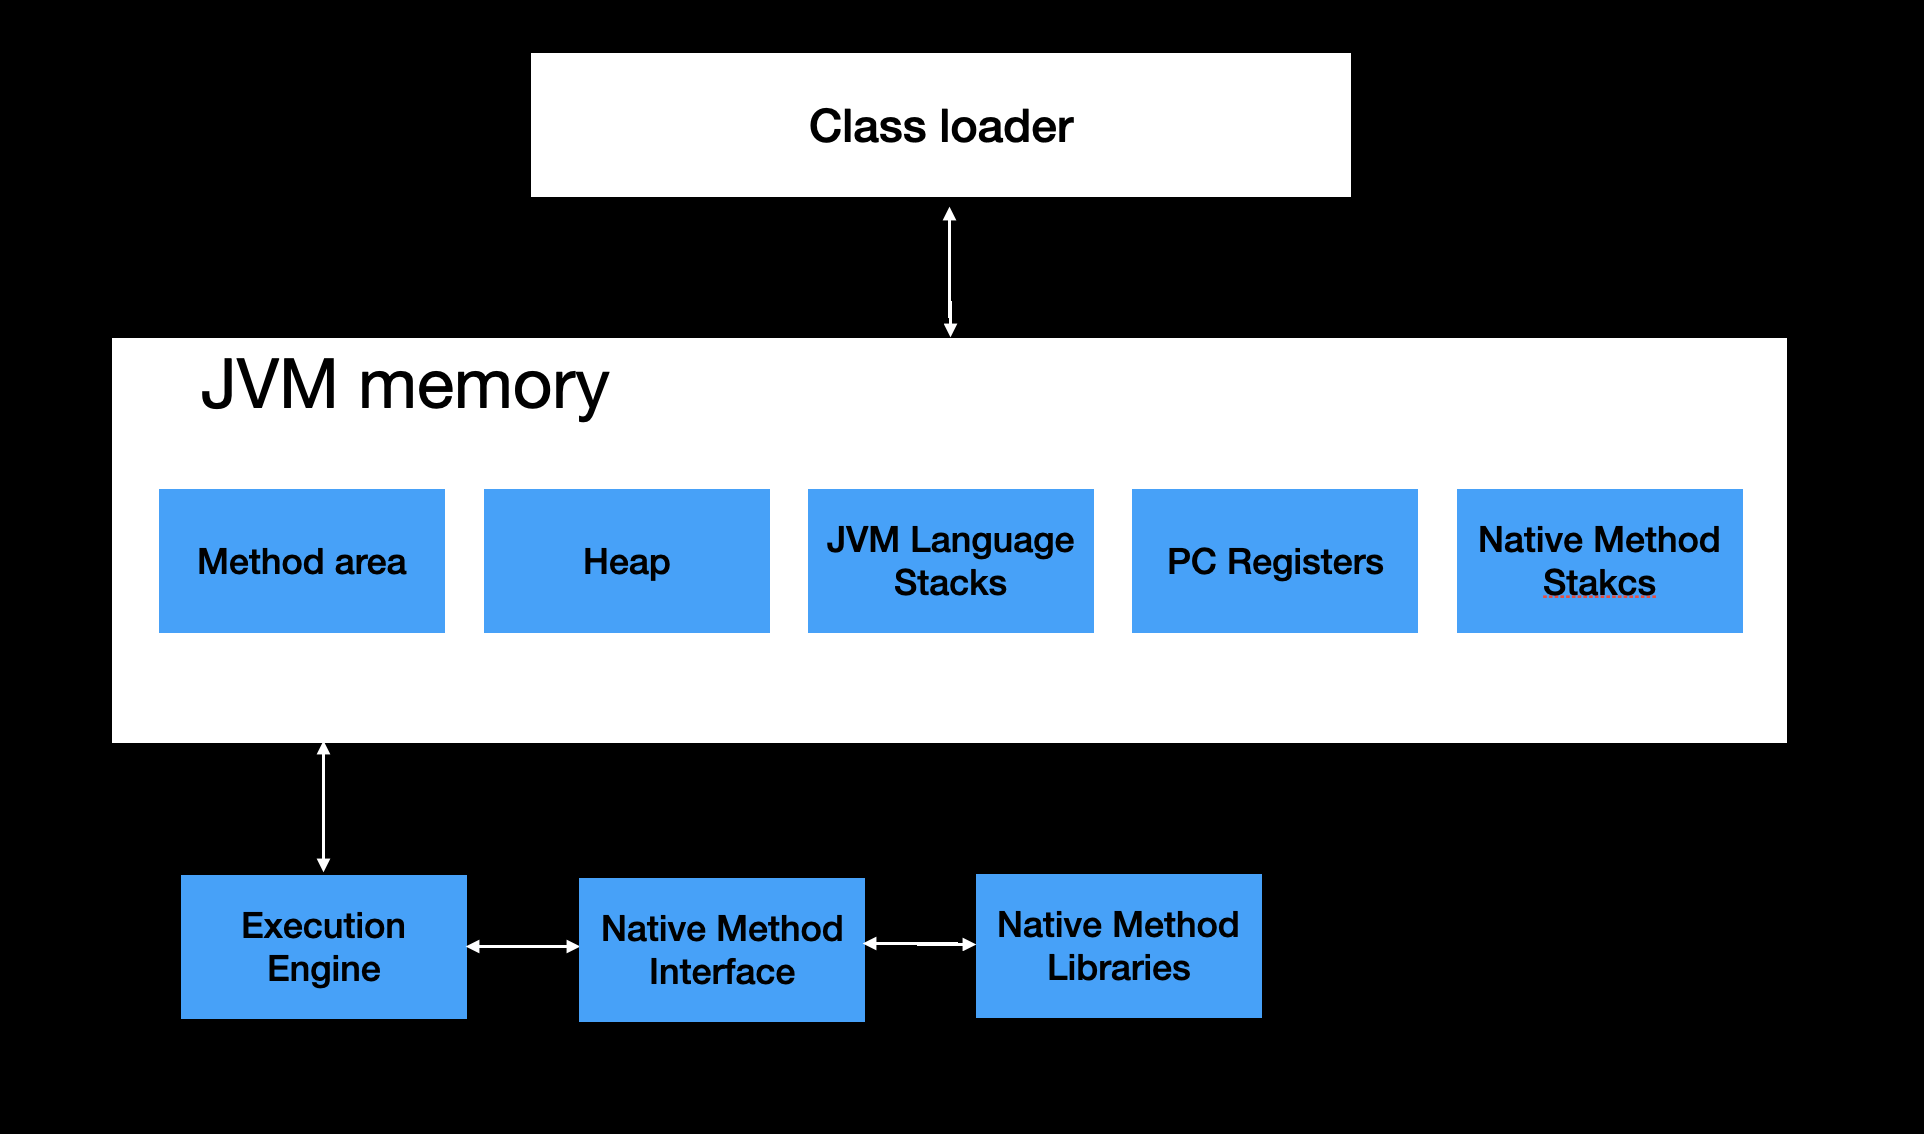 Class loader
JVM memory
Method area
Heap
JVM Language
Stacks
PC Registers
Native Method
Stakcs
Execution
Engine
Native Method
Interface
Native Method
Libraries